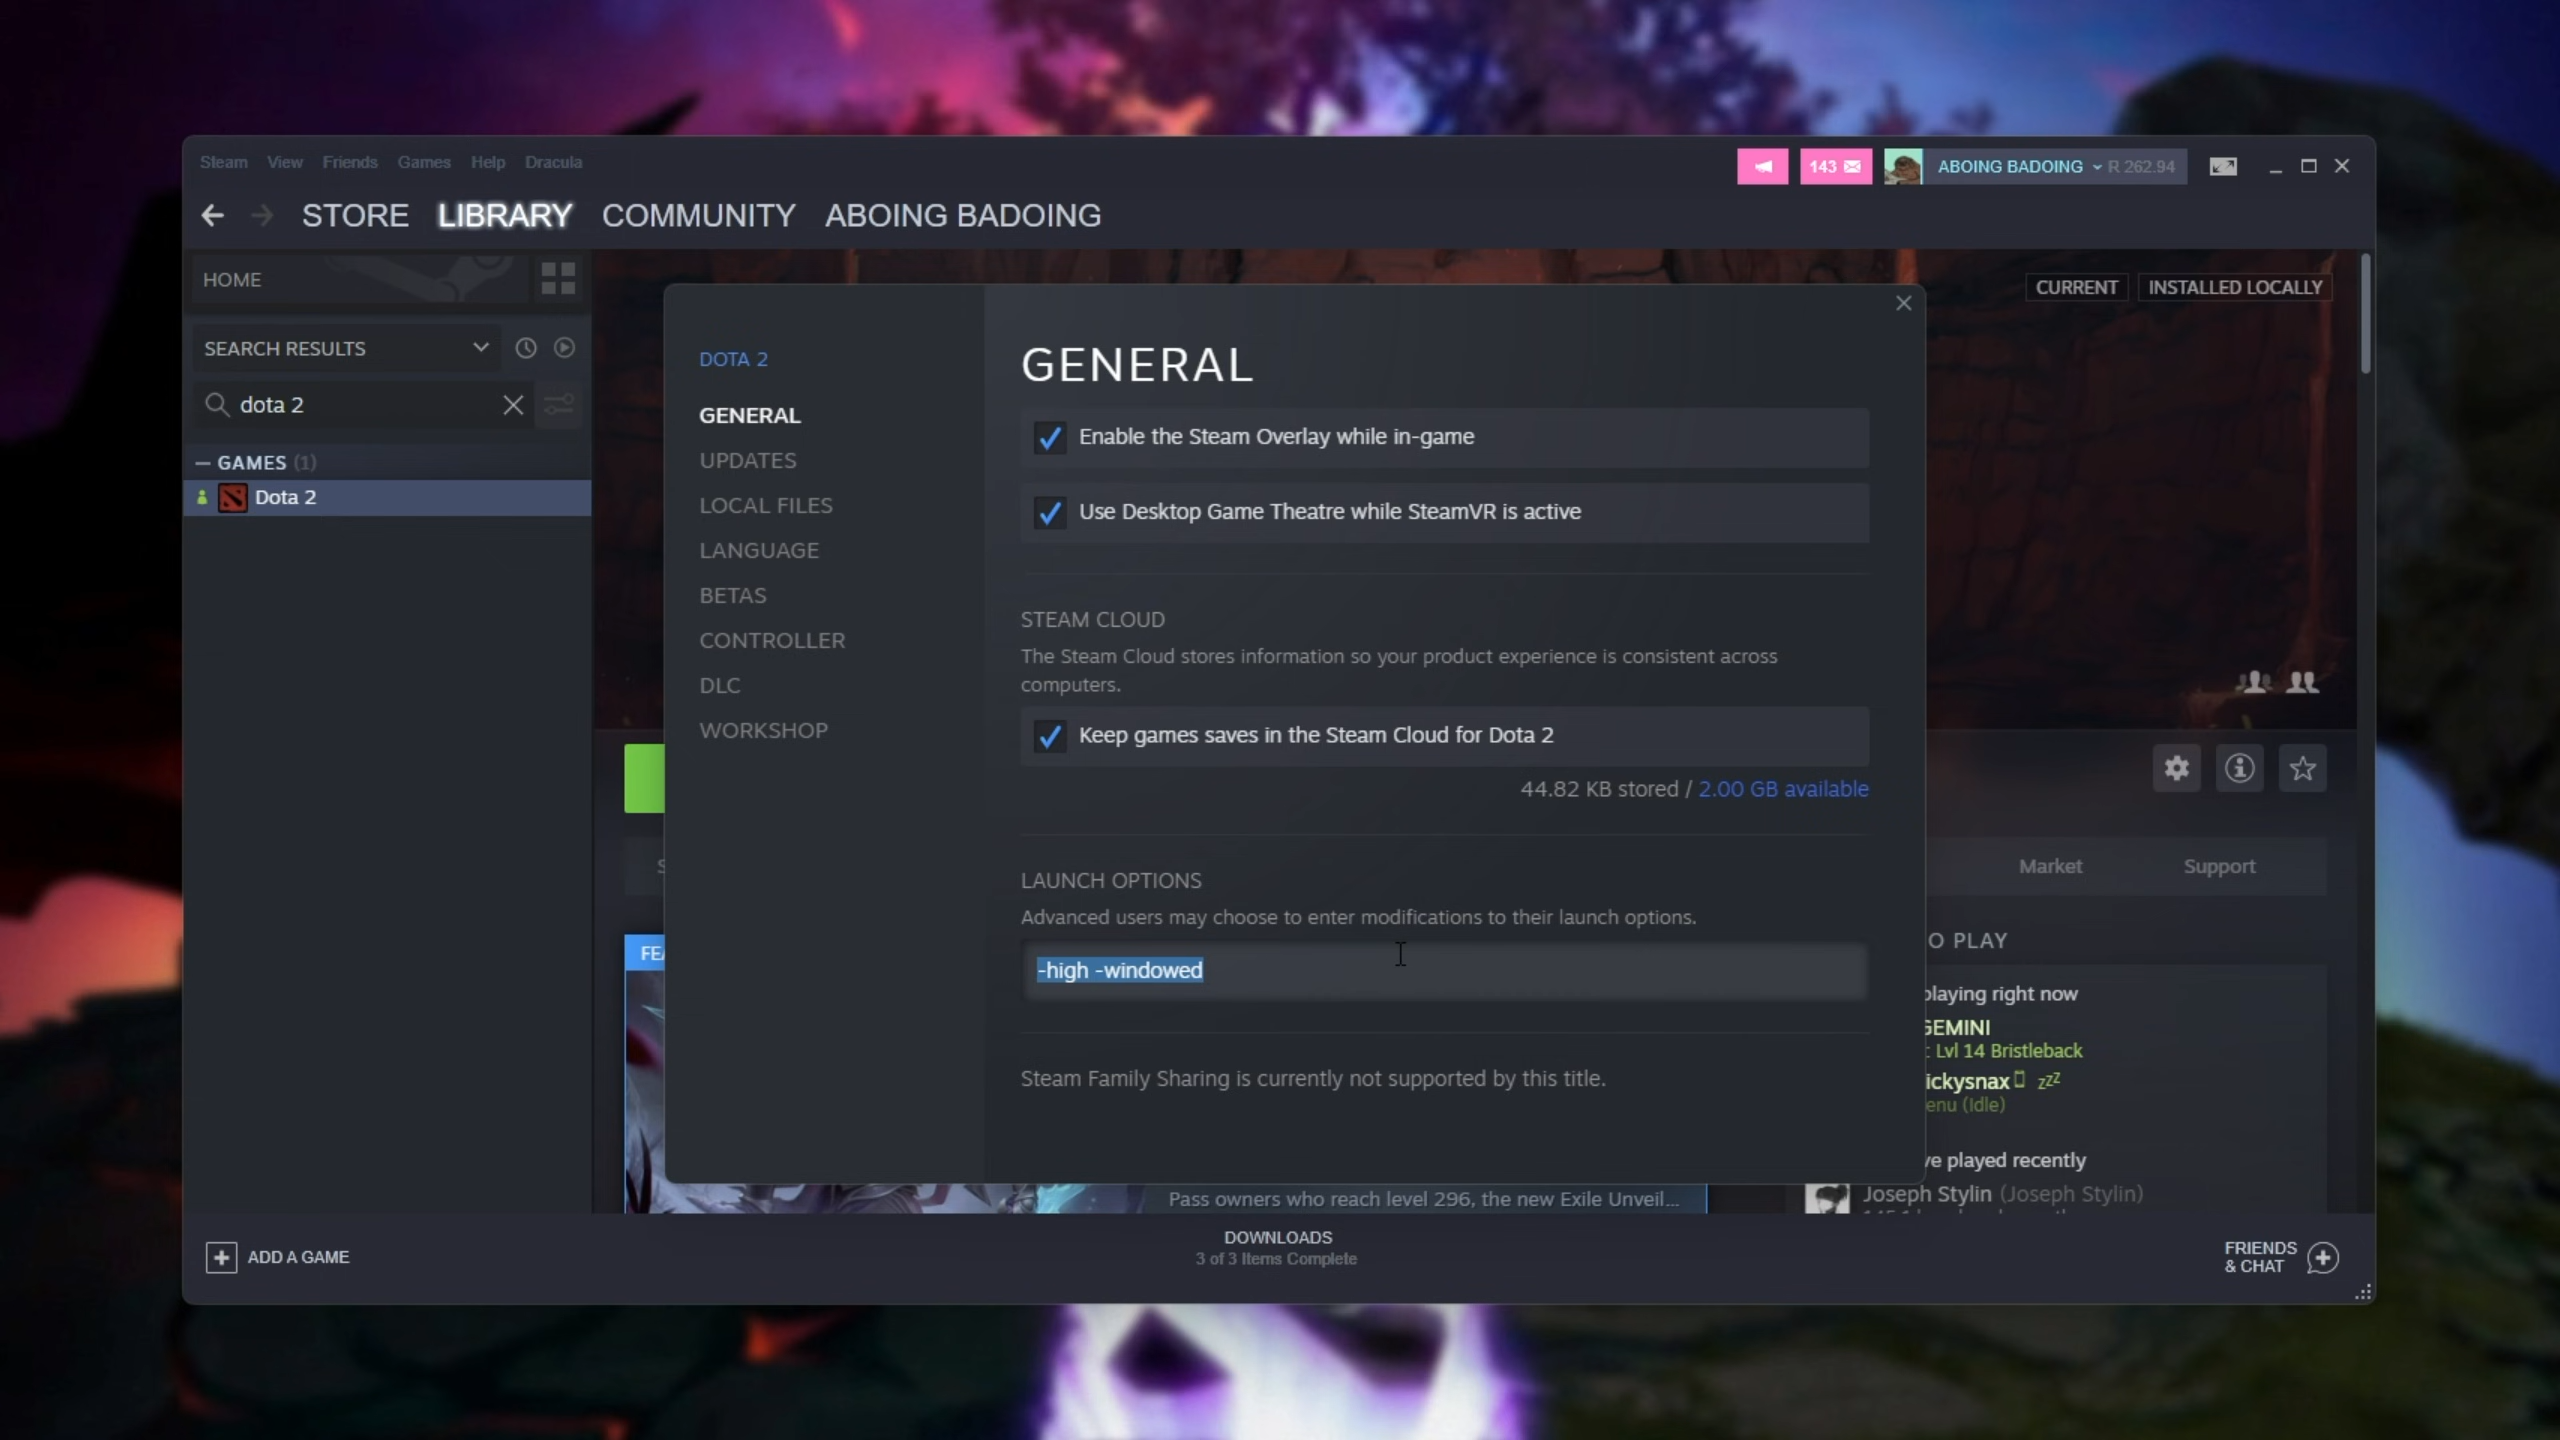 Steam View Friends Games Help Dracula
143
ABOING BADOING R 262.94
STORE LIBRARY COMMUNITY ABOING BADOING
HOME
SEARCH RESULTS
dota 2
— GAMES (1)
Dota 2
CURRENT INSTALLED LOCALLY
DOTA 2
GENERAL
UPDATES
LOCAL FILES
LANGUAGE
BETAS
CONTROLLER
DLC
WORKSHOP
GENERAL
Enable the Steam Overlay while in-game
Use Desktop Game Theatre while SteamVR is active
STEAM CLOUD
The Steam Cloud stores information so your product experience is consistent across
computers.
Keep games saves in the Steam Cloud for Dota 2
44.82 KB stored / 2.00 GB available
LAUNCH OPTIONS
Advanced users may choose to enter modifications to their launch options.
-high -windowed
Steam Family Sharing is currently not supported by this title.
Market Support
O PLAY
playing right now
GEMINI
: Lvl 14 Bristleback
ickysnax zzz
enu (Idle)
ve played recently
Joseph Stylin (Joseph Stylin)
FEA
Pass owners who reach level 296, the new Exile Unveil...
ADD A GAME
DOWNLOADS
3 of 3 Items Complete
FRIENDS
& CHAT